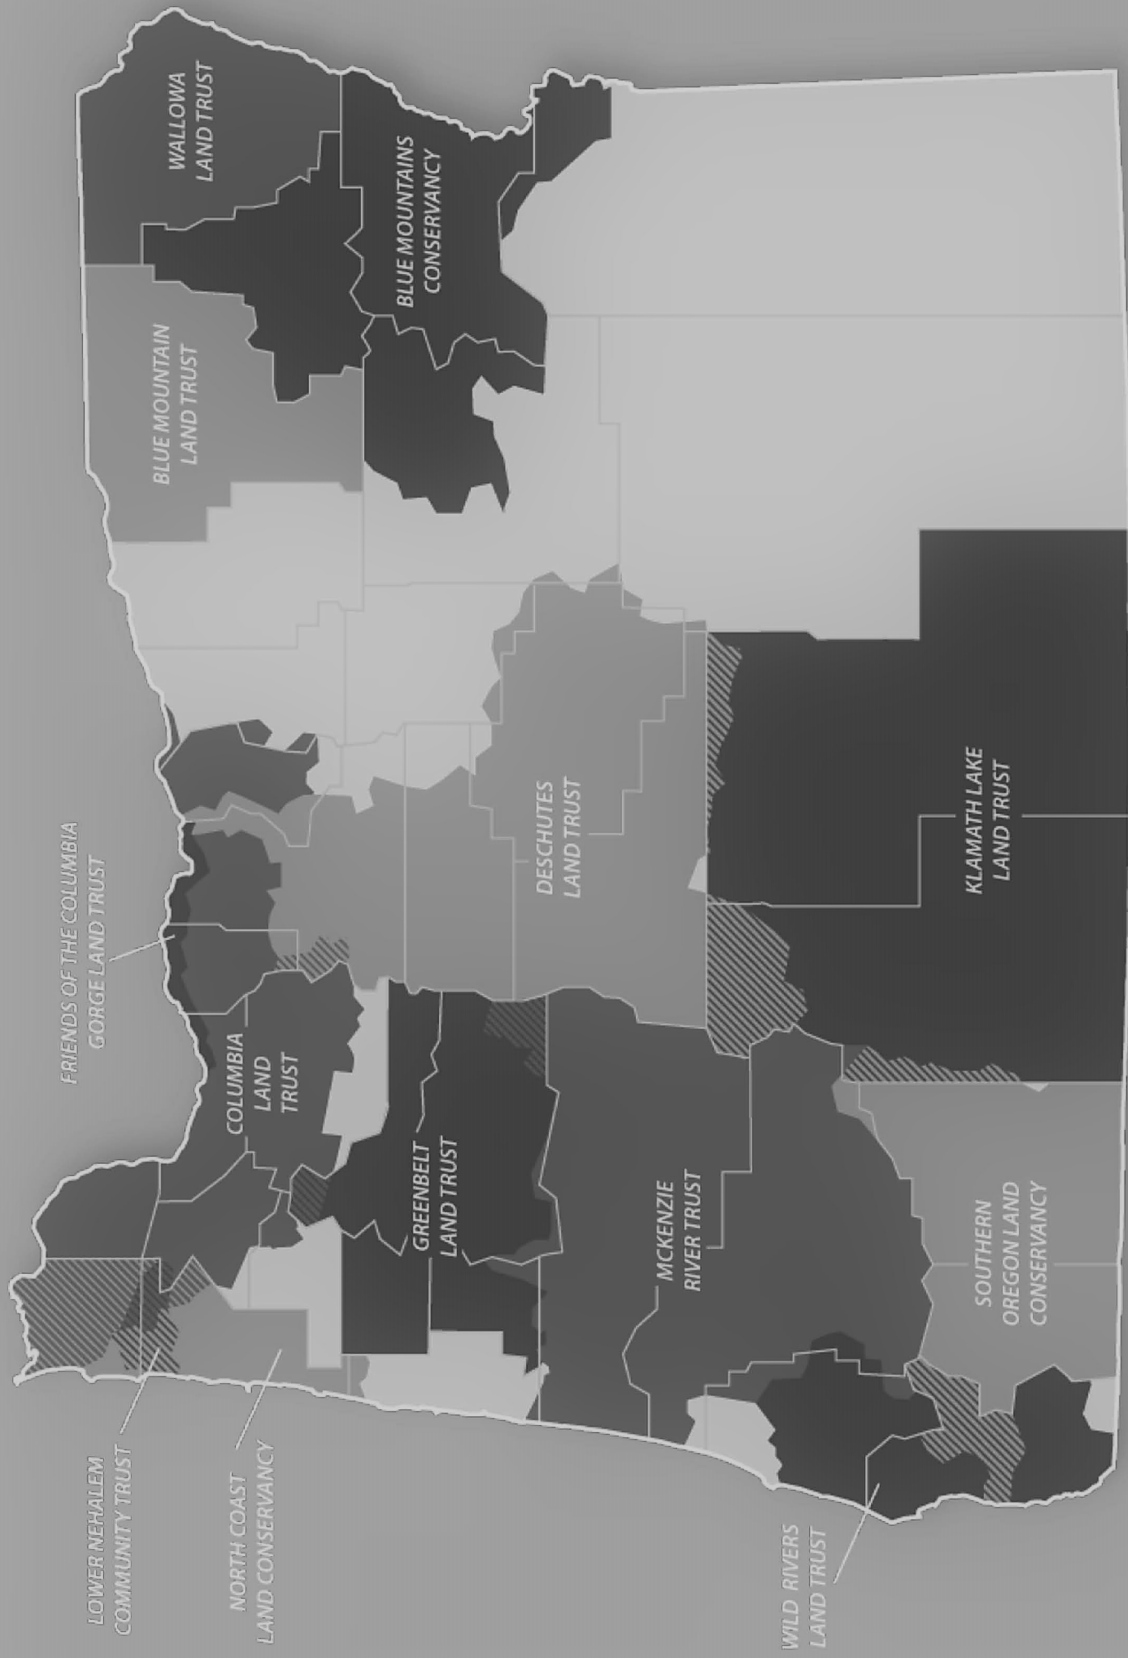 LOWER NEHALEM
COMMUNITY TRUST
NORTH COAST
LAND CONSERVANCY
FRIENDS OF THE COLUMBIA
GORGE LAND TRUST
COLUMBIA
LAND
TRUST
BLUE MOUNTAIN
LAND TRUST
WALLOWA
LAND TRUST
BLUE MOUNTAINS
CONSERVANCY
GREENBELT
LAND TRUST
DESCHUTES
LAND TRUST
MCKENZIE
RIVER TRUST
WILD RIVERS
LAND TRUST
SOUTHERN
OREGON LAND
CONSERVANCY
KLAMATH LAKE
LAND TRUST